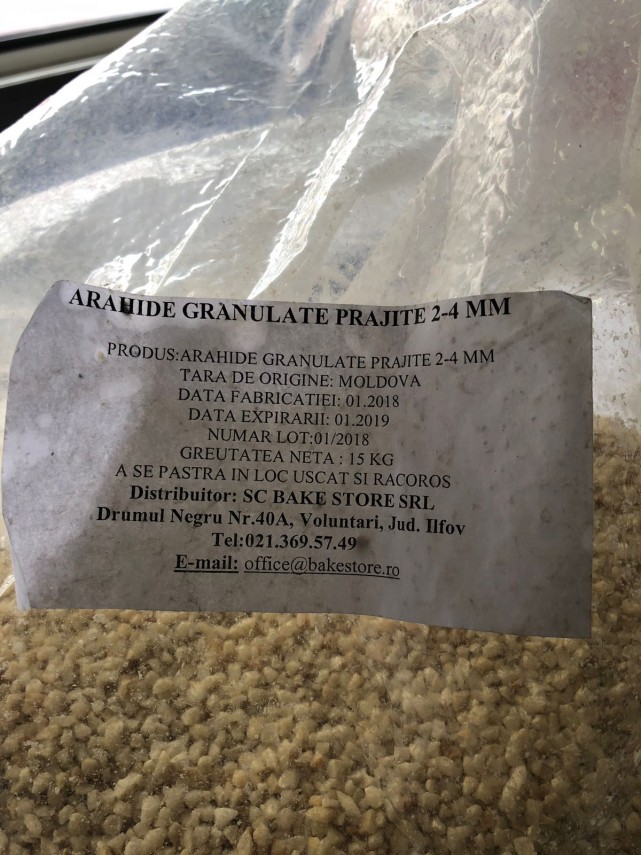 ARAHIDE GRANULATE PRAJITE 2-4 MM
PRODUS:ARAHIDE GRANULATE PRAJITE 2-4 MM
TARA DE ORIGINE: MOLDOVA
DATA FABRICATIEI: 01.2018
DATA EXPIRARII: 01.2019
NUMAR LOT:01/2018
GREUTATEA NETA : 15 KG
A SE PASTRA IN LOC USCAT SI RACOROS
Distribuitor: SC BAKE STORE SRL
Drumul Negru Nr.40A, Voluntari, Jud. Ilfov
Tel:021.369.57.49
E-mail: office@bakestore.ro